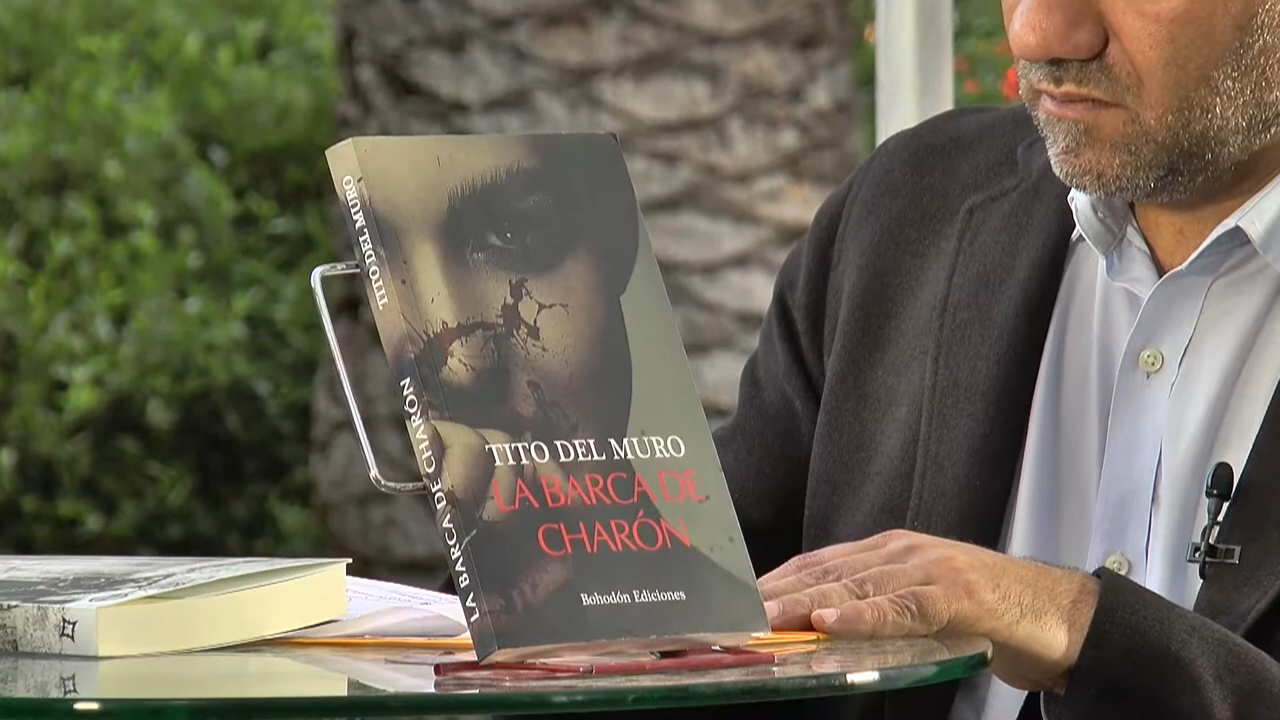 TITO DEL MURO
LA BARCA DE CHARÓN
TITO DEL MURO
LA BARCA DE
CHARÓN
Bohodón Ediciones